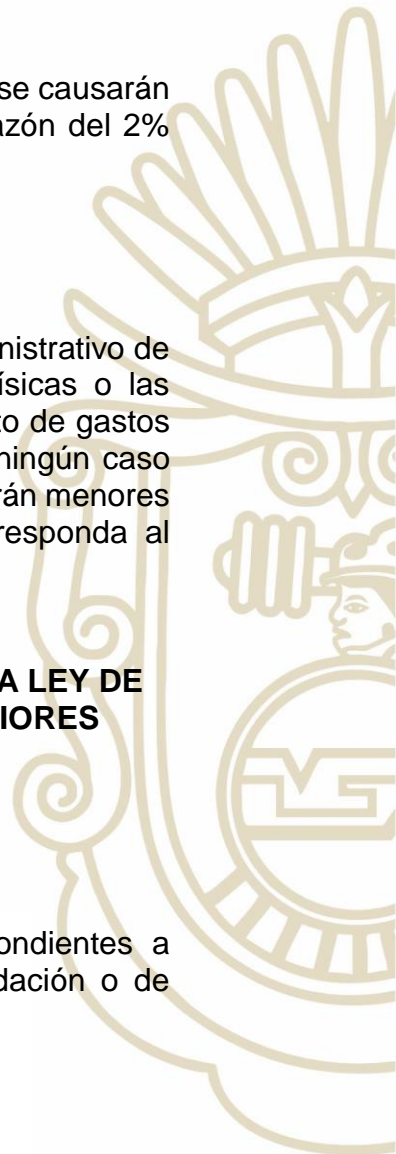 se causarán
azón del 2%
nistrativo de
ísicas o las
to de gastos
ningún caso
rán menores
responda al
A LEY DE
IORES
ondientes a
dación o de